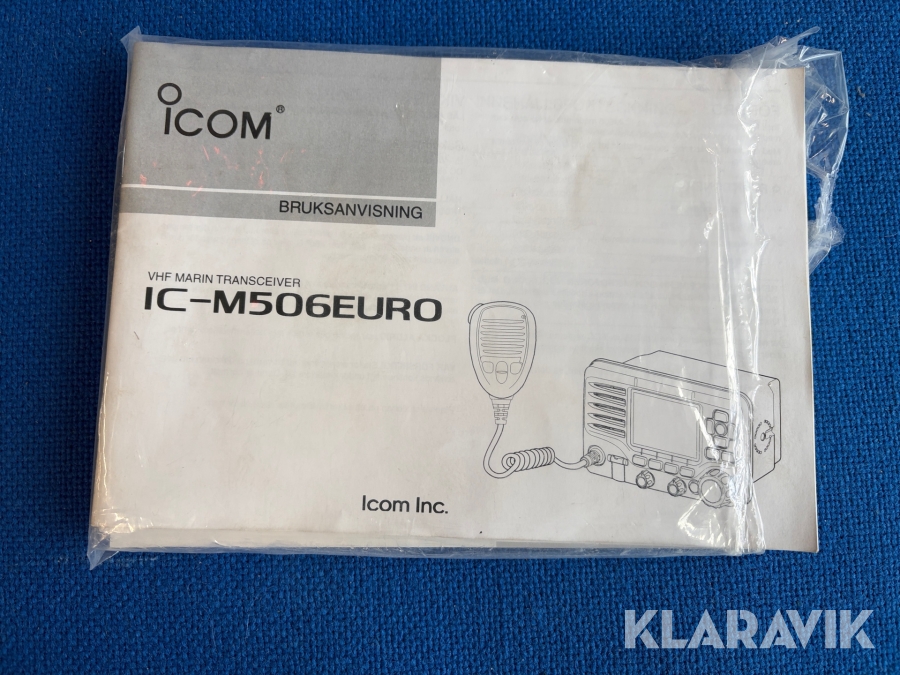 ICOM®
BRUKSANVISNING
VHF MARIN TRANSCEIVER
IC-M506EURO
Icom Inc.
KLARAVIK